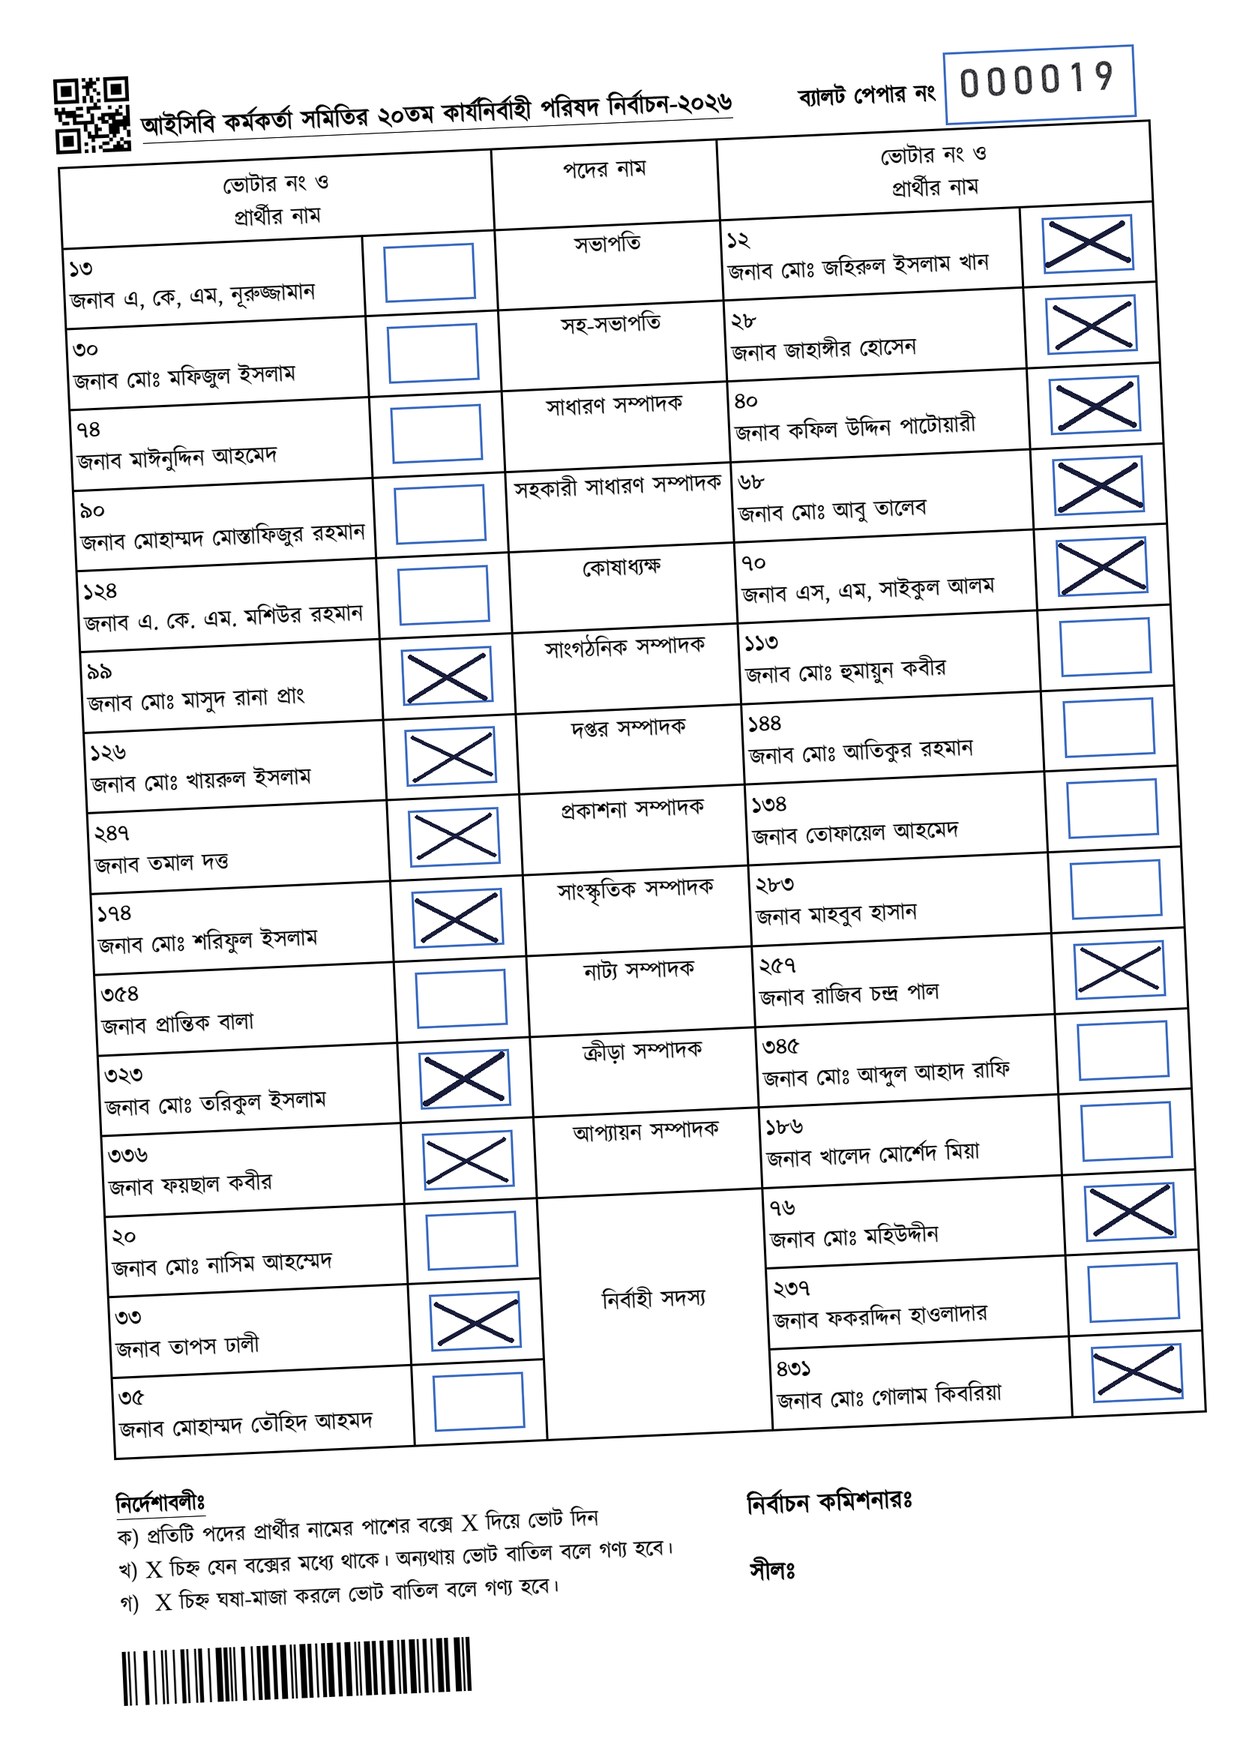 আইসিবি কর্মকর্তা সমিতির ২০তম কার্যনির্বাহী পরিষদ নির্বাচন-২০২৬
ব্যালট পেপার নং
000019
ভোটার নং ও
প্রার্থীর নাম
পদের নাম
ভোটার নং ও
প্রার্থীর নাম
১৩
জনাব এ, কে, এম, নূরুজ্জামান
সভাপতি
১২
জনাব মোঃ জহিরুল ইসলাম খান
৩০
জনাব মোঃ মফিজুল ইসলাম
সহ-সভাপতি
২৮
জনাব জাহাঙ্গীর হোসেন
৭৪
জনাব মাঈনুদ্দিন আহমেদ
সাধারণ সম্পাদক
৪০
জনাব কফিল উদ্দিন পাটোয়ারী
৯০
জনাব মোহাম্মদ মোস্তাফিজুর রহমান
সহকারী সাধারণ সম্পাদক
৬৮
জনাব মোঃ আবু তালেব
১২৪
জনাব এ. কে. এম. মশিউর রহমান
কোষাধ্যক্ষ
৭০
জনাব এস, এম, সাইকুল আলম
৯৯
জনাব মোঃ মাসুদ রানা প্রাং
সাংগঠনিক সম্পাদক
১১৩
জনাব মোঃ হুমায়ুন কবীর
১২৬
জনাব মোঃ খায়রুল ইসলাম
দপ্তর সম্পাদক
১৪৪
জনাব মোঃ আতিকুর রহমান
২৪৭
জনাব তমাল দত্ত
প্রকাশনা সম্পাদক
১৩৪
জনাব তোফায়েল আহমেদ
১৭৪
জনাব মোঃ শরিফুল ইসলাম
সাংস্কৃতিক সম্পাদক
২৮৩
জনাব মাহবুব হাসান
৩৫৪
জনাব প্রান্তিক বালা
নাট্য সম্পাদক
২৫৭
জনাব রাজিব চন্দ্র পাল
৩২৩
জনাব মোঃ তরিকুল ইসলাম
ক্রীড়া সম্পাদক
৩৪৫
জনাব মোঃ আব্দুল আহাদ রাফি
৩৩৬
জনাব ফয়ছাল কবীর
আপ্যায়ন সম্পাদক
১৮৬
জনাব খালেদ মোর্শেদ মিয়া
২০
জনাব মোঃ নাসিম আহম্মেদ
৭৬
জনাব মোঃ মহিউদ্দীন
৩৩
জনাব তাপস ঢালী
নির্বাহী সদস্য
২৩৭
জনাব ফকরদ্দিন হাওলাদার
৩৫
জনাব মোহাম্মদ তৌহিদ আহমদ
৪৩১
জনাব মোঃ গোলাম কিবরিয়া
নির্দেশাবলীঃ
ক) প্রতিটি পদের প্রার্থীর নামের পাশের বক্সে X দিয়ে ভোট দিন
খ) X চিহ্ন যেন বক্সের মধ্যে থাকে। অন্যথায় ভোট বাতিল বলে গণ্য হবে।
গ) X চিহ্ন ঘষা-মাজা করলে ভোট বাতিল বলে গণ্য হবে।
নির্বাচন কমিশনারঃ
সীলঃ